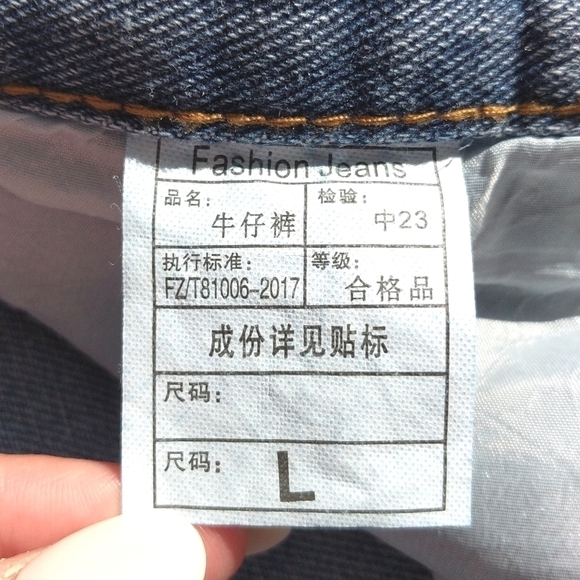 Fashion Jeans
品名: 检验:
牛仔裤 中23
执行标准: 等级:
FZ/T81006-2017 合格品
成份详见贴标
尺码:
尺码: L